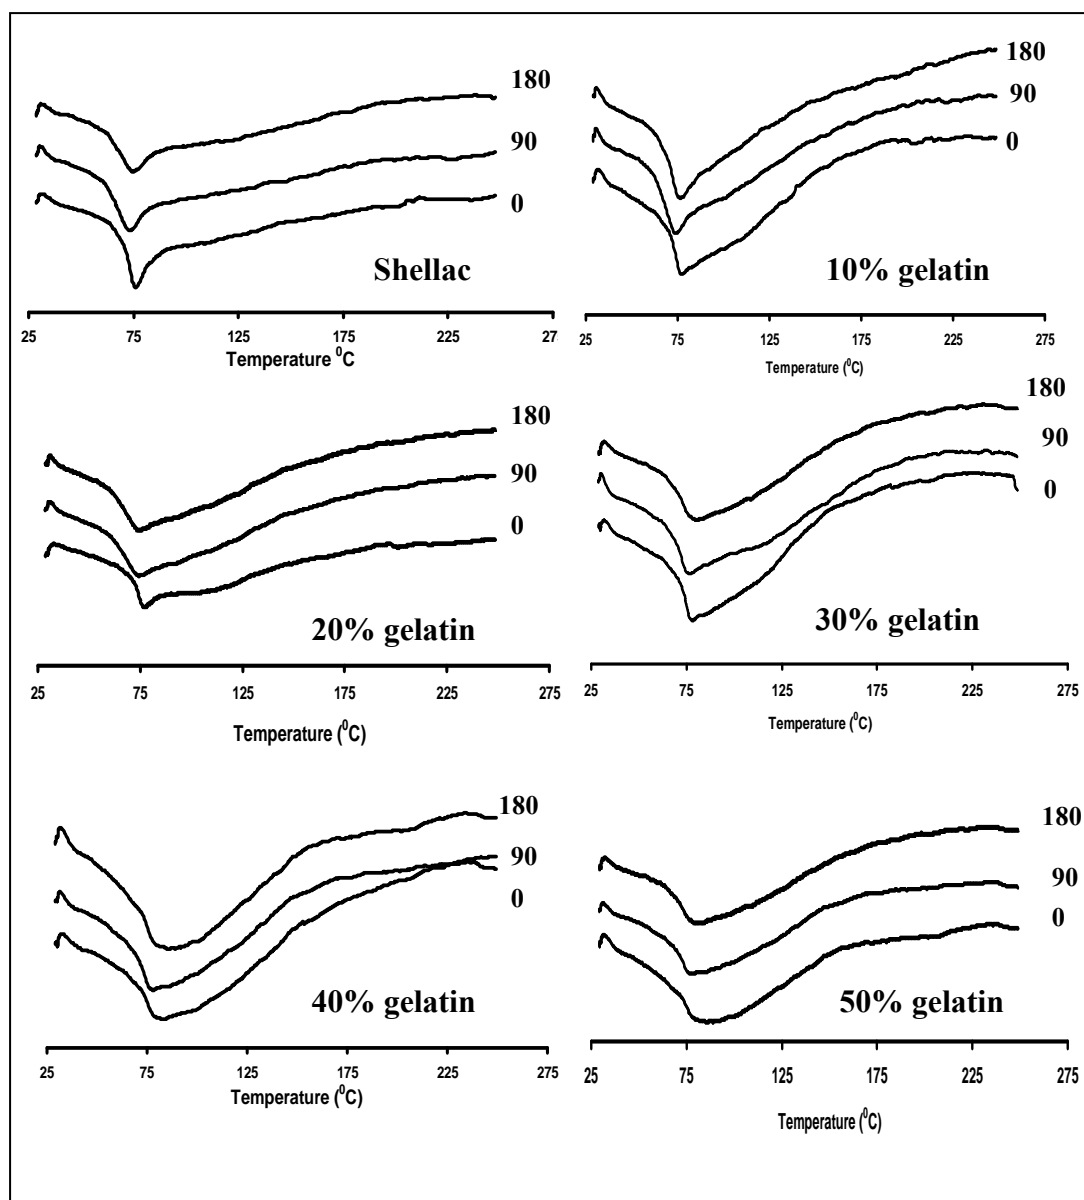 180
90
0
Shellac
25 75 125 175 225 27
Temperature ⁰C
180
90
0
10% gelatin
25 75 125 175 225 275
Temperature (⁰C)
180
90
0
20% gelatin
25 75 125 175 225 275
Temperature (⁰C)
180
90
0
30% gelatin
25 75 125 175 225 275
Temperature (⁰C)
180
90
0
40% gelatin
25 75 125 175 225 275
Temperature (⁰C)
180
90
0
50% gelatin
25 75 125 175 225 275
Temperature (⁰C)